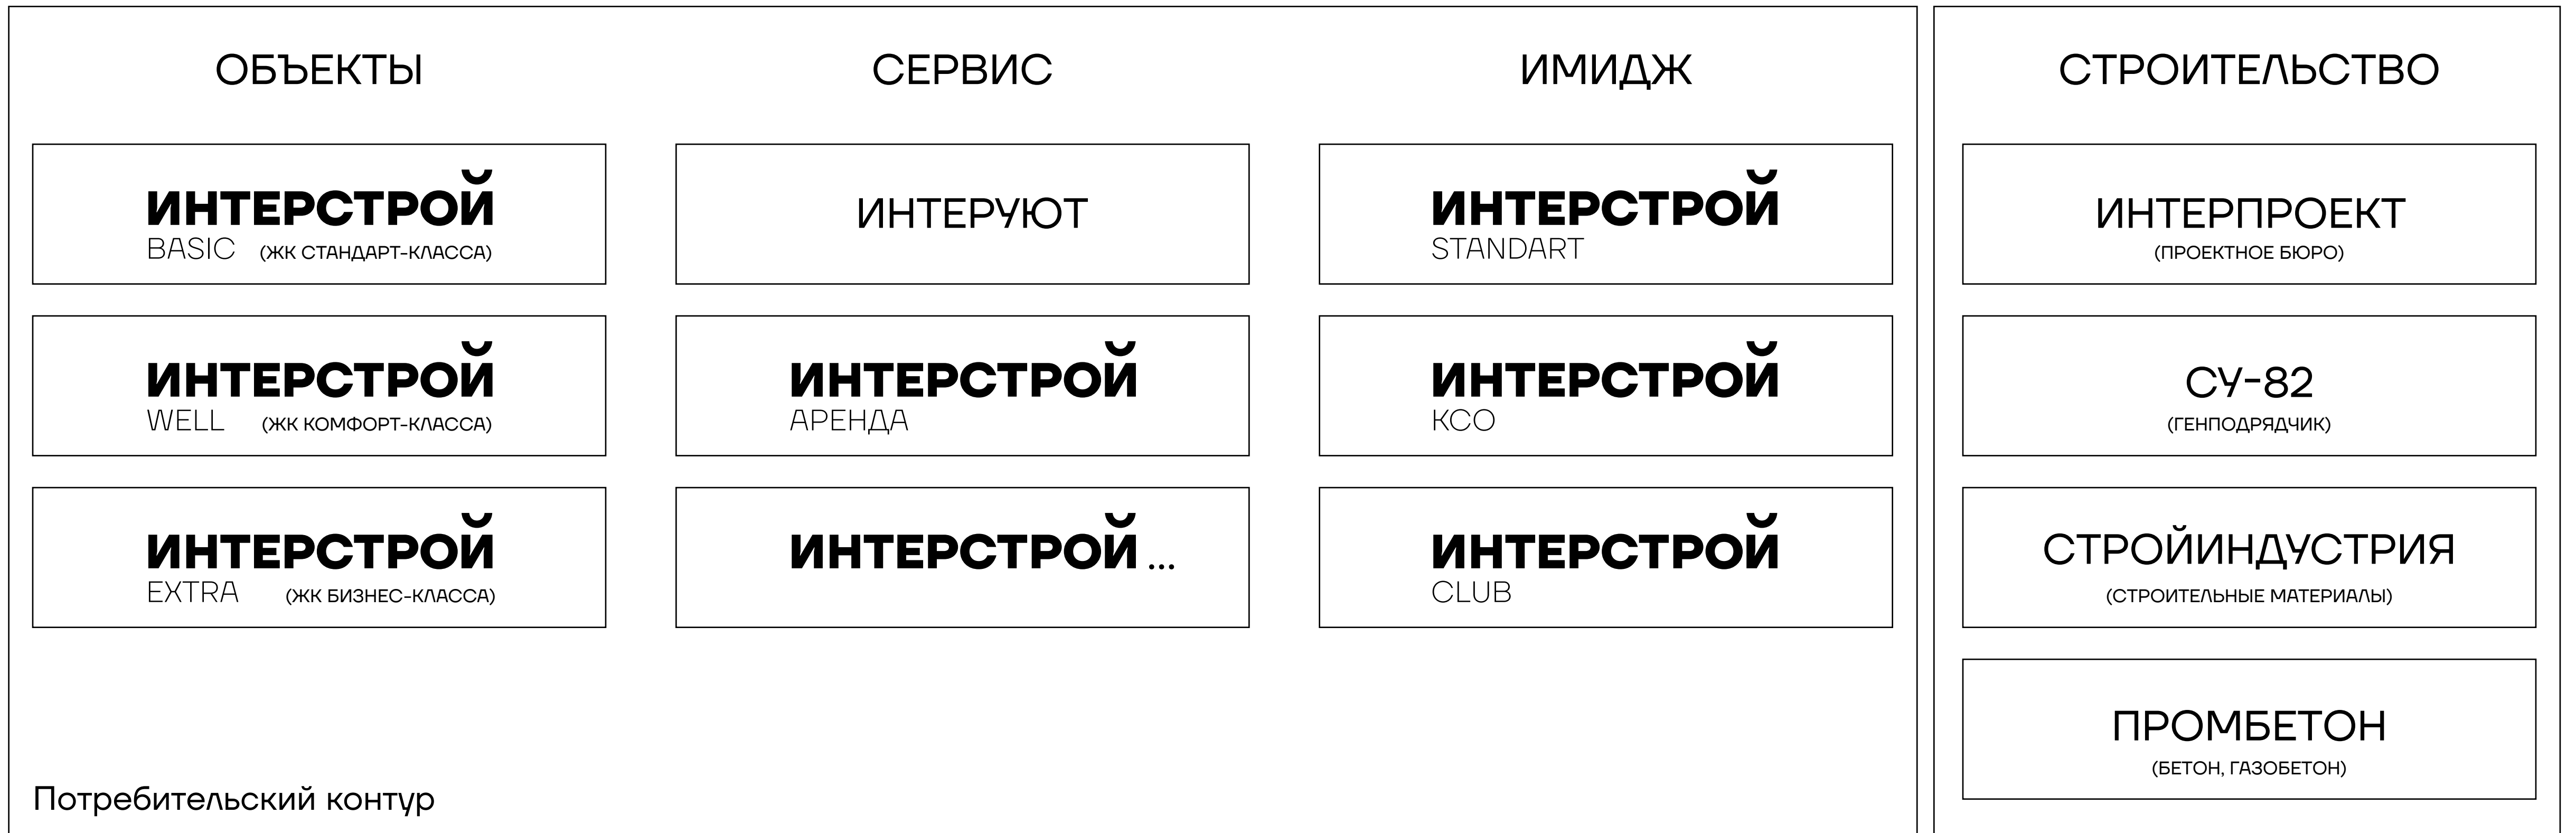 ОБЪЕКТЫ
ИНТЕРСТРОЙ
BASIC (ЖК СТАНДАРТ-КЛАССА)
ИНТЕРСТРОЙ
WELL (ЖК КОМФОРТ-КЛАССА)
ИНТЕРСТРОЙ
EXTRA (ЖК БИЗНЕС-КЛАССА)
СЕРВИС
ИНТЕРУЮТ
ИНТЕРСТРОЙ
АРЕНДА
ИНТЕРСТРОЙ ...
ИМИДЖ
ИНТЕРСТРОЙ
STANDART
ИНТЕРСТРОЙ
КСО
ИНТЕРСТРОЙ
CLUB
Потребительский контур
СТРОИТЕЛЬСТВО
ИНТЕРПРОЕКТ
(ПРОЕКТНОЕ БЮРО)
СУ-82
(ГЕНПОДРЯДЧИК)
СТРОЙИНДУСТРИЯ
(СТРОИТЕЛЬНЫЕ МАТЕРИАЛЫ)
ПРОМБЕТОН
(БЕТОН, ГАЗОБЕТОН)